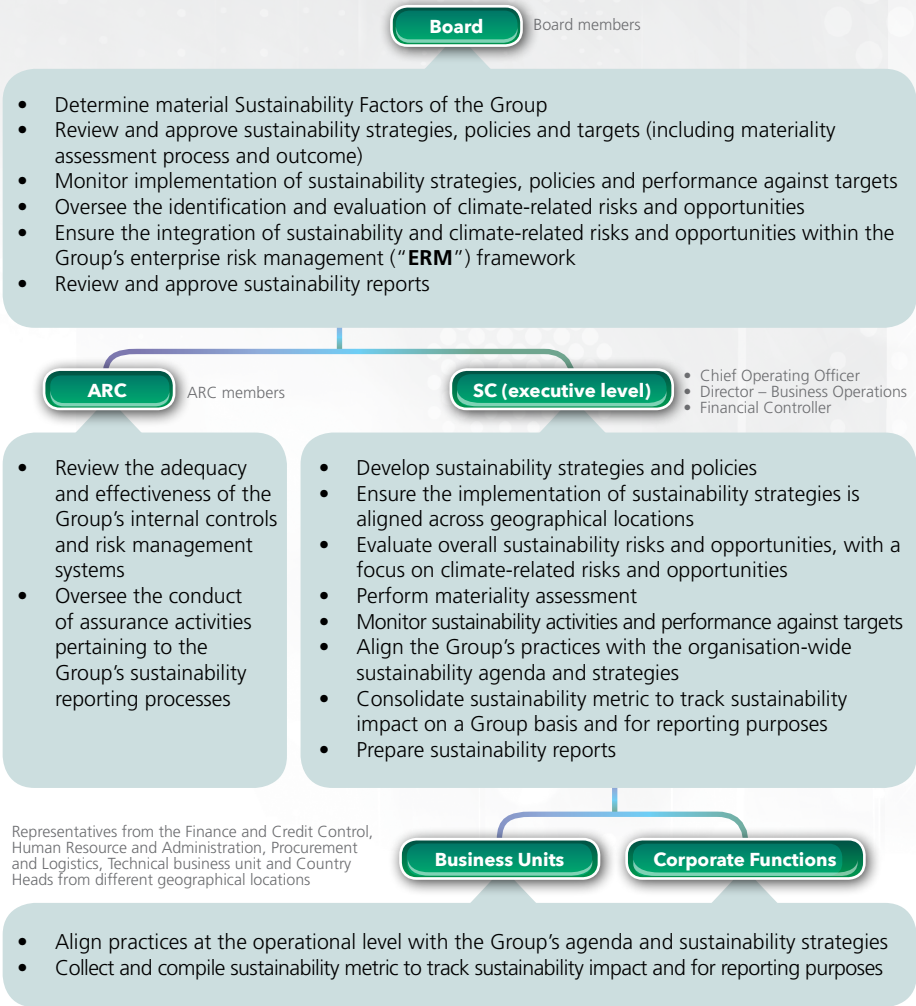 Board
Board members
• Determine material Sustainability Factors of the Group
• Review and approve sustainability strategies, policies and targets (including materiality
assessment process and outcome)
• Monitor implementation of sustainability strategies, policies and performance against targets
• Oversee the identification and evaluation of climate-related risks and opportunities
• Ensure the integration of sustainability and climate-related risks and opportunities within the
Group's enterprise risk management ("ERM") framework
• Review and approve sustainability reports
ARC
ARC members
• Review the adequacy
and effectiveness of the
Group's internal controls
and risk management
systems
• Oversee the conduct
of assurance activities
pertaining to the
Group's sustainability
reporting processes
SC (executive level)
• Chief Operating Officer
• Director – Business Operations
• Financial Controller
• Develop sustainability strategies and policies
• Ensure the implementation of sustainability strategies is
aligned across geographical locations
• Evaluate overall sustainability risks and opportunities, with a
focus on climate-related risks and opportunities
• Perform materiality assessment
• Monitor sustainability activities and performance against targets
• Align the Group's practices with the organisation-wide
sustainability agenda and strategies
• Consolidate sustainability metric to track sustainability
impact on a Group basis and for reporting purposes
• Prepare sustainability reports
Representatives from the Finance and Credit Control,
Human Resource and Administration, Procurement
and Logistics, Technical business unit and Country
Heads from different geographical locations
Business Units
Corporate Functions
• Align practices at the operational level with the Group's agenda and sustainability strategies
• Collect and compile sustainability metric to track sustainability impact and for reporting purposes